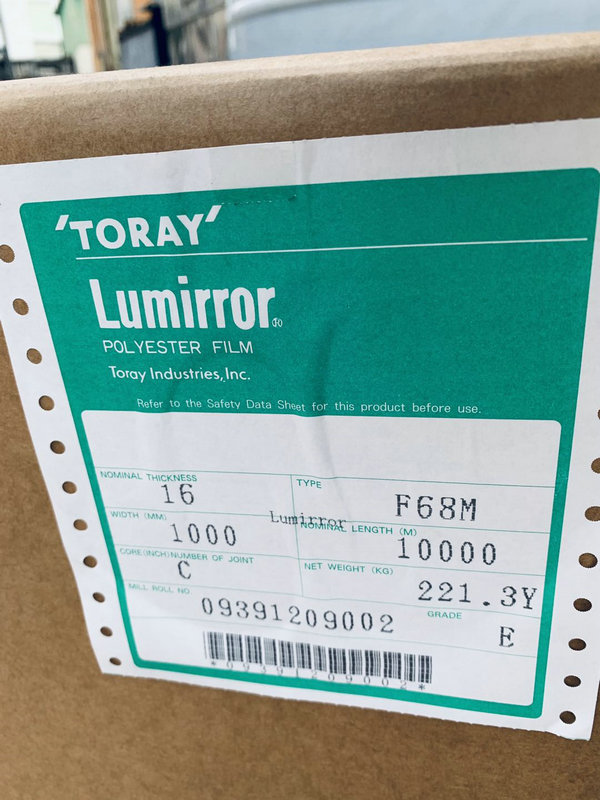 'TORAY'
Lumirror®
POLYESTER FILM
Toray Industries, Inc.
Refer to the Safety Data Sheet for this product before use.
NOMINAL THICKNESS
16
TYPE
F68M
Lumirror
WIDTH (MM)
1000
NOMINAL LENGTH (M)
10000
CORE(INCH)NUMBER OF JOINT
C
NET WEIGHT (KG)
221.3Y
MILL ROLL NO.
09391209002
GRADE
E
*09391209002*